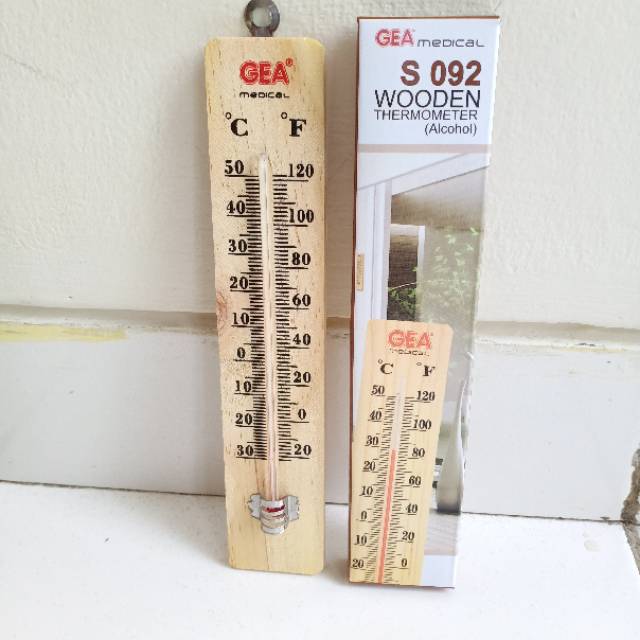 GEA®
medical
°C °F
50 120
40 100
30 80
20 60
10 40
0 20
10 0
20 20
30
GEA medical
S 092
WOODEN
THERMOMETER
(Alcohol)
GEA
medical
°C °F
50 120
40 100
30 80
20 60
10 40
0 20
10 0
20